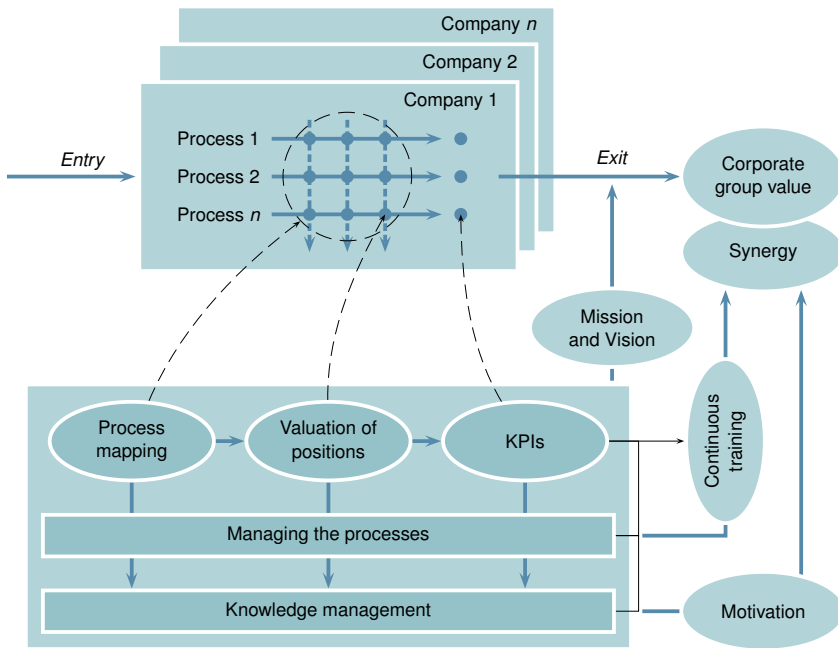 Company n
Company 2
Company 1
Process 1
Process 2
Process n
Entry
Exit
Corporate
group value
Synergy
Mission
and Vision
Process
mapping
Valuation of
positions
KPIs
Continuous
training
Managing the processes
Knowledge management
Motivation